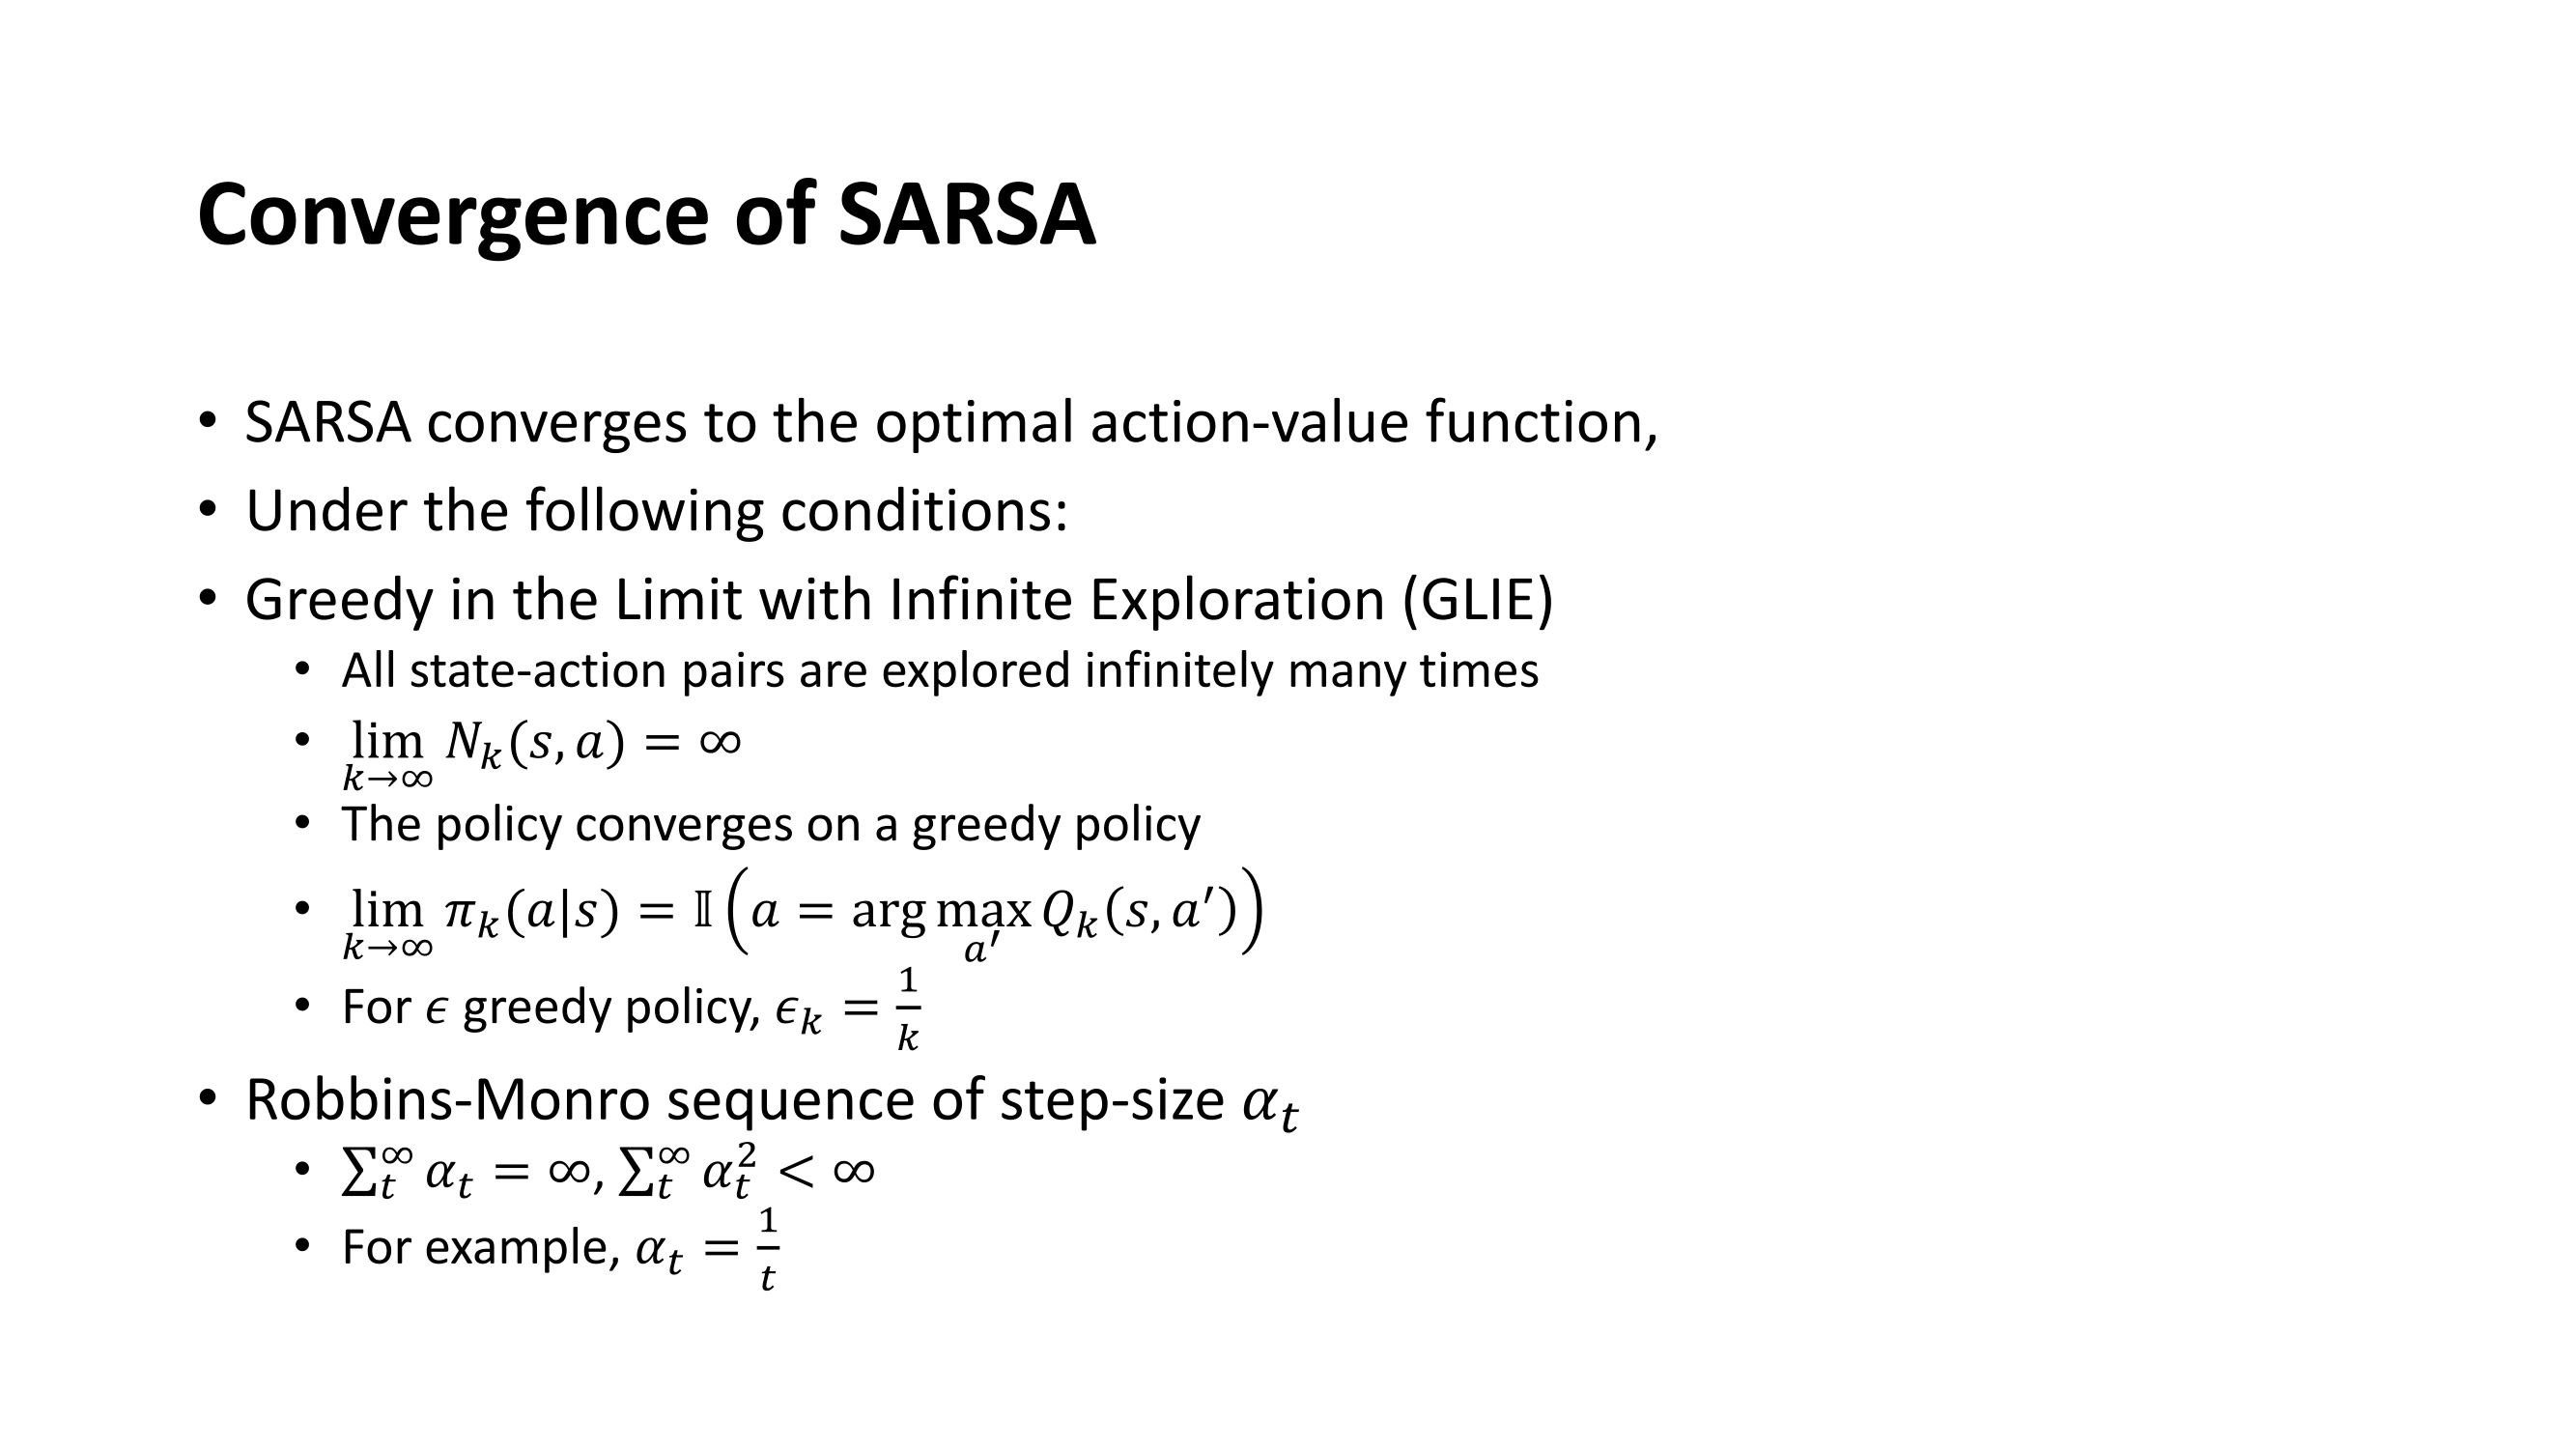 Convergence of SARSA
• SARSA converges to the optimal action-value function,
• Under the following conditions:
• Greedy in the Limit with Infinite Exploration (GLIE)
• All state-action pairs are explored infinitely many times
• $\lim_{k \to \infty} N_k(s, a) = \infty$
• The policy converges on a greedy policy
• $\lim_{k \to \infty} \pi_k(a|s) = \mathbb{I}\left(a = \arg\max_{a'} Q_k(s, a')\right)$
• For $\epsilon$ greedy policy, $\epsilon_k = \frac{1}{k}$
• Robbins-Monro sequence of step-size $\alpha_t$
• $\sum_t^\infty \alpha_t = \infty, \sum_t^\infty \alpha_t^2 < \infty$
• For example, $\alpha_t = \frac{1}{t}$